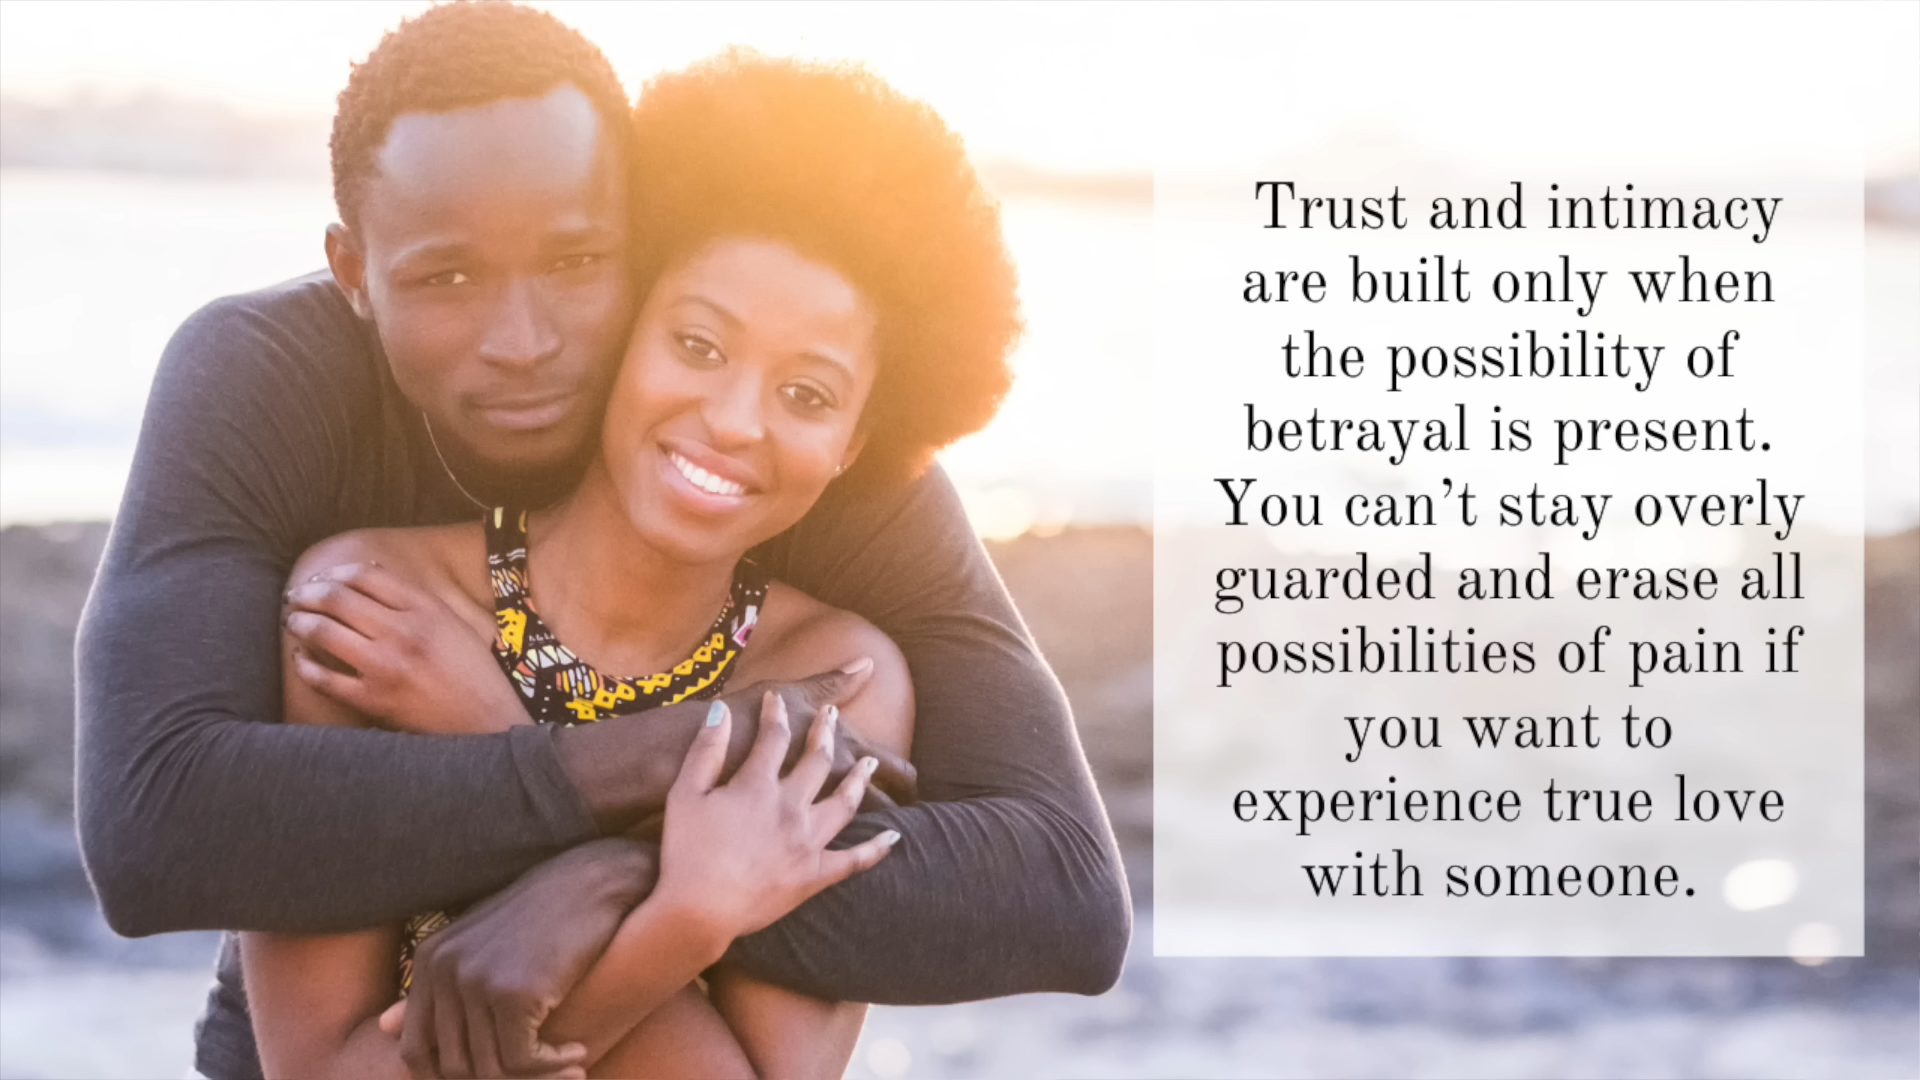 Trust and intimacy
are built only when
the possibility of
betrayal is present.
You can’t stay overly
guarded and erase all
possibilities of pain if
you want to
experience true love
with someone.